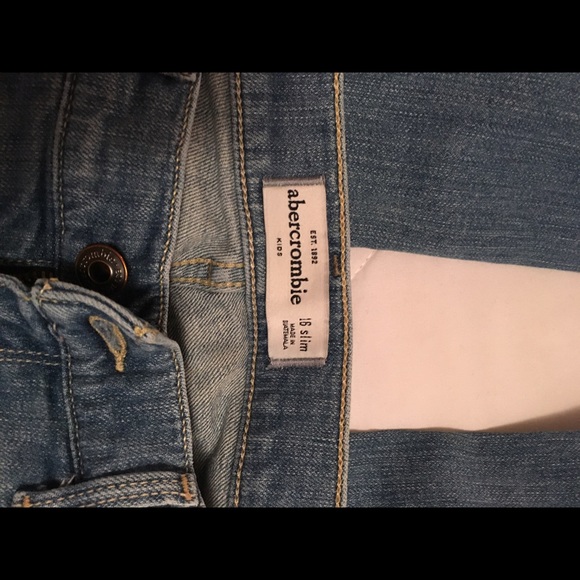 EST. 1892
abercrombie
KIDS
16 slim
MADE IN
GUATEMALA